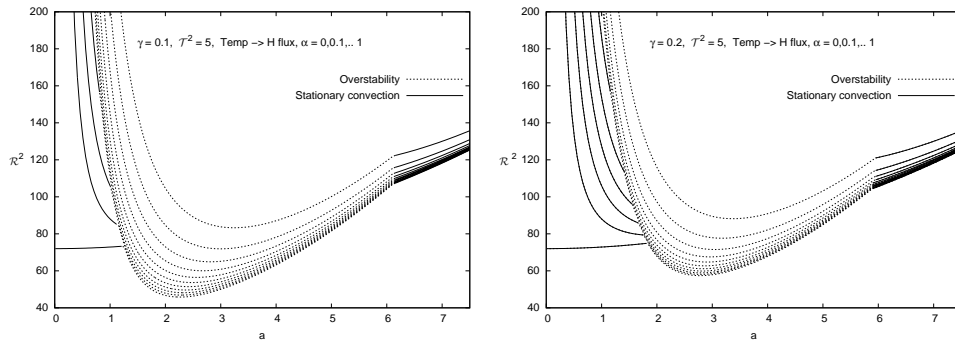 200
180
160
140
120
100
80
60
40
ℛ²
γ = 0.1, 𝒯² = 5, Temp -> H flux, α = 0,0.1,.. 1
Overstability
Stationary convection
0 1 2 3 4 5 6 7
a
200
180
160
140
120
100
80
60
40
ℛ²
γ = 0.2, 𝒯² = 5, Temp -> H flux, α = 0,0.1,.. 1
Overstability
Stationary convection
0 1 2 3 4 5 6 7
a